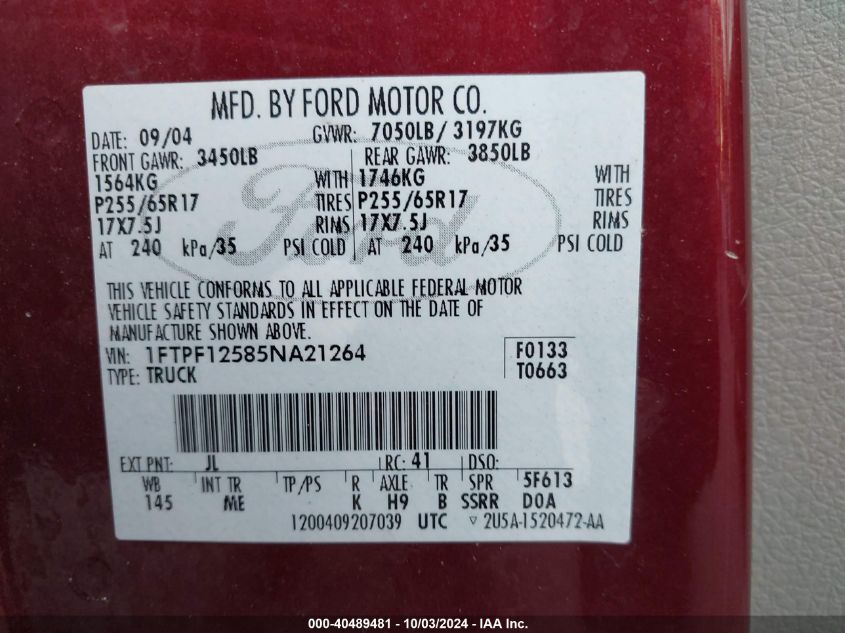 MFD. BY FORD MOTOR CO.
DATE: 09/04 GVWR: 7050LB/ 3197KG
FRONT GAWR: 3450LB REAR GAWR: 3850LB
1564KG WITH 1746KG WITH
P255/65R17 TIRES P255/65R17 TIRES
17X7.5J RIMS 17X7.5J RIMS
AT 240 kPa/35 PSI COLD AT 240 kPa/35 PSI COLD
Ford
THIS VEHICLE CONFORMS TO ALL APPLICABLE FEDERAL MOTOR
VEHICLE SAFETY STANDARDS IN EFFECT ON THE DATE OF
MANUFACTURE SHOWN ABOVE.
VIN: 1FTPF12585NA21264 F0133
TYPE: TRUCK T0663
EXT PNT: JL RC: 41 DSO:
WB INT TR TP/PS R AXLE TR SPR 5F613
145 ME K H9 B SSRR DOA
1200409207039 UTC ▽ 2U5A-1520472-AA
000-40489481 - 10/03/2024 - IAA Inc.